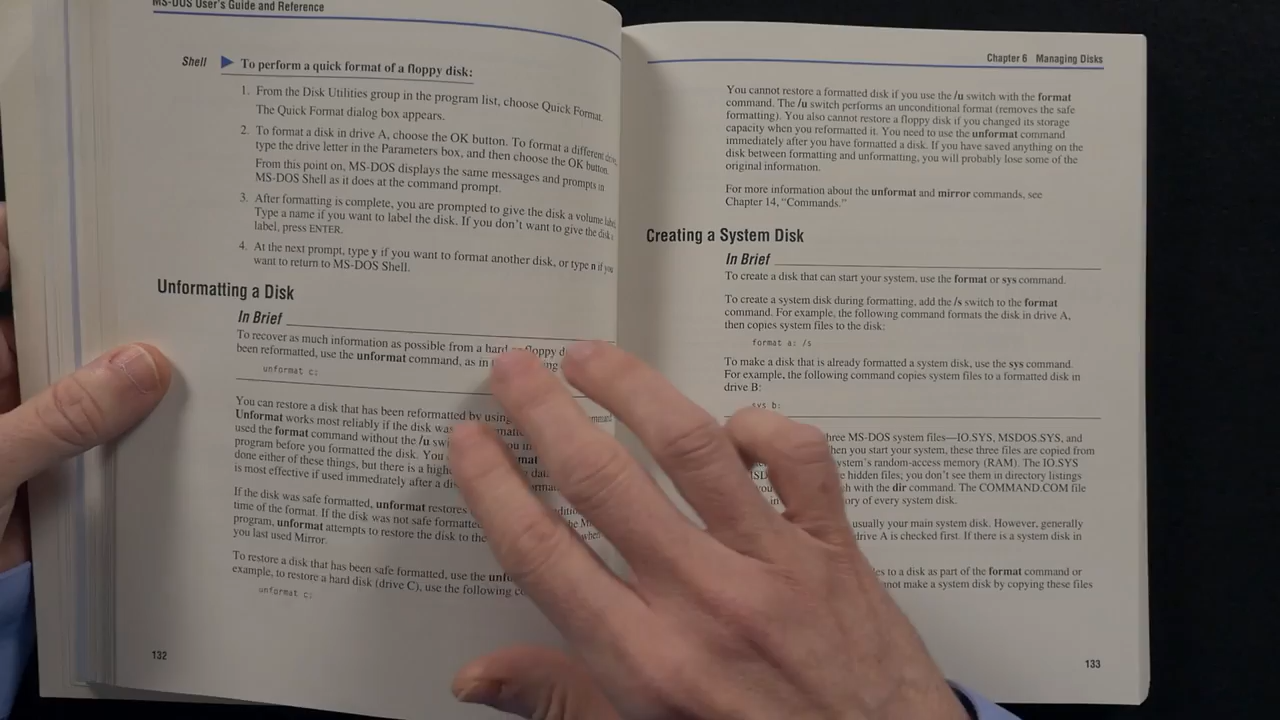 MS-DOS User's Guide and Reference
Shell
To perform a quick format of a floppy disk:
1. From the Disk Utilities group in the program list, choose Quick Format.
The Quick Format dialog box appears.
2. To format a disk in drive A, choose the OK button. To format a different
type the drive letter in the Parameters box, and then choose the OK button.
From this point on, MS-DOS displays the same messages and prompts in
MS-DOS Shell as it does at the command prompt.
3. After formatting is complete, you are prompted to give the disk a volume label.
Type a name if you want to label the disk. If you don't want to give the disk a
label, press ENTER.
4. At the next prompt, type y if you want to format another disk, or type n if you
want to return to MS-DOS Shell.
Unformatting a Disk
In Brief
To recover as much information as possible from a hard or floppy
been reformatted, use the unformat command, as in
unformat c:
You can restore a disk that has been reformatted by using
Unformat works most reliably if the disk was
used the format command without the /u
program before you formatted the disk. You
done either of these things, but there is a
is most effective if used immediately after a
If the disk was safe formatted, unformat restores
time of the format. If the disk was not safe formatted
program, unformat attempts to restore the disk to the when
you last used Mirror.
To restore a disk that has been safe formatted, use the
example, to restore a hard disk (drive C), use the following
unformat c:
132
Chapter 6 Managing Disks
You cannot restore a formatted disk if you use the /u switch with the format
command. The /u switch performs an unconditional format (removes the safe
formatting). You also cannot restore a floppy disk if you changed its storage
capacity when you reformatted it. You need to use the unformat command
immediately after you have formatted a disk. If you have saved anything on the
disk between formatting and unformatting, you will probably lose some of the
original information.
For more information about the unformat and mirror commands, see
Chapter 14, "Commands."
Creating a System Disk
In Brief
To create a disk that can start your system, use the format or sys command.
To create a system disk during formatting, add the /s switch to the format
command. For example, the following command formats the disk in drive A,
then copies system files to the disk:
format a: /s
To make a disk that is already formatted a system disk, use the sys command.
For example, the following command copies system files to a formatted disk in
drive B:
sys b:
three MS-DOS system files—IO.SYS, MSDOS.SYS, and
When you start your system, these three files are copied from
system's random-access memory (RAM). The IO.SYS
hidden files; you don't see them in directory listings
with the dir command. The COMMAND.COM file
of every system disk.
usually your main system disk. However, generally
drive A is checked first. If there is a system disk in
to a disk as part of the format command or
make a system disk by copying these files
133